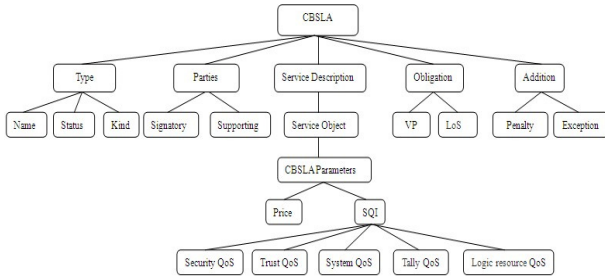 CBSLA
Type Parties Service Description Obligation Addition
Name Status Kind Signatory Supporting Service Object VP LoS Penalty Exception
CBSLA Parameters
Price SQI
Security QoS Trust QoS System QoS Tally QoS Logic resource QoS